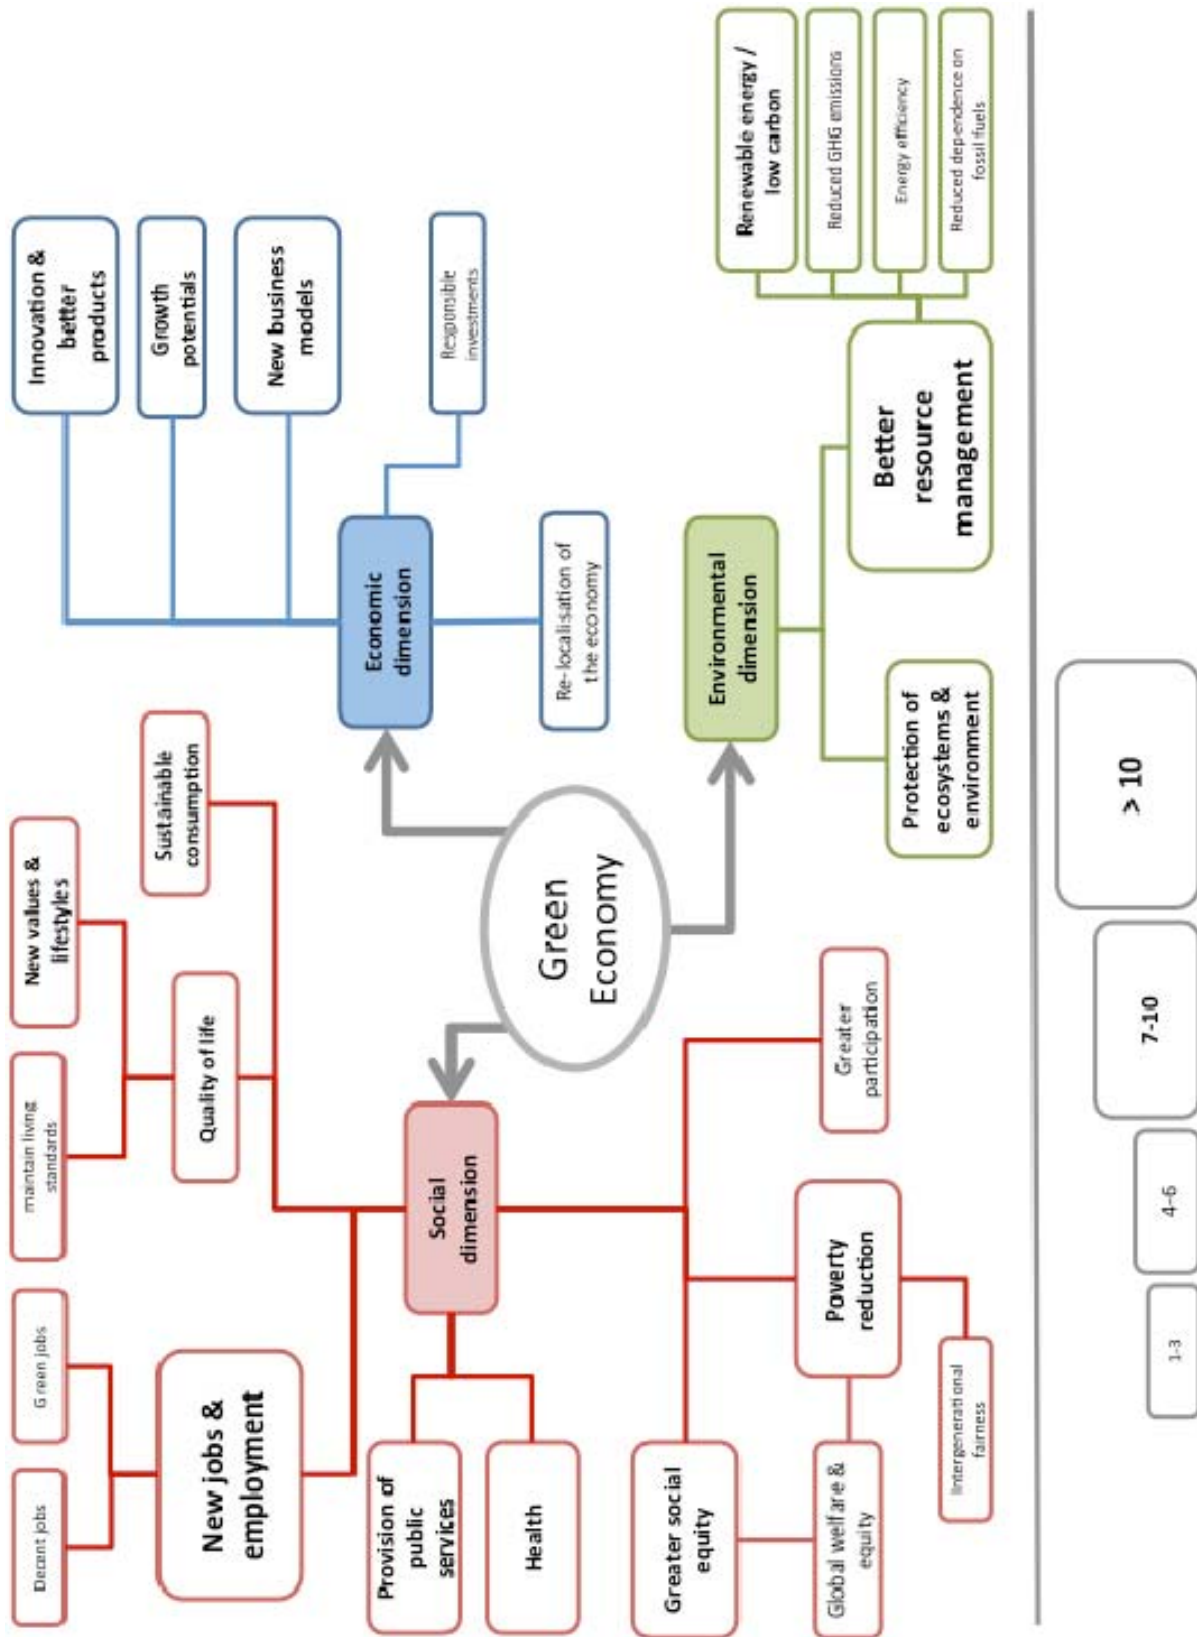 Decent jobs
Green jobs
maintain living
standards
New values &
lifestyles
Innovation &
better
products
New jobs &
employment
Quality of life
Sustainable
consumption
Growth
potentials
New business
models
Provision of
public
services
Health
Social
dimension
Economic
dimension
Responsible
investments
Green
Economy
Re-localisation of
the economy
Greater social
equity
Global welfare &
equity
Poverty
reduction
Intergenerational
fairness
Greater
participation
Environmental
dimension
Protection of
ecosystems &
environment
Better
resource
management
Renewable energy /
low carbon
Reduced GHG emissions
Energy efficiency
Reduced dependence on
fossil fuels
1-3
4-6
7-10
> 10